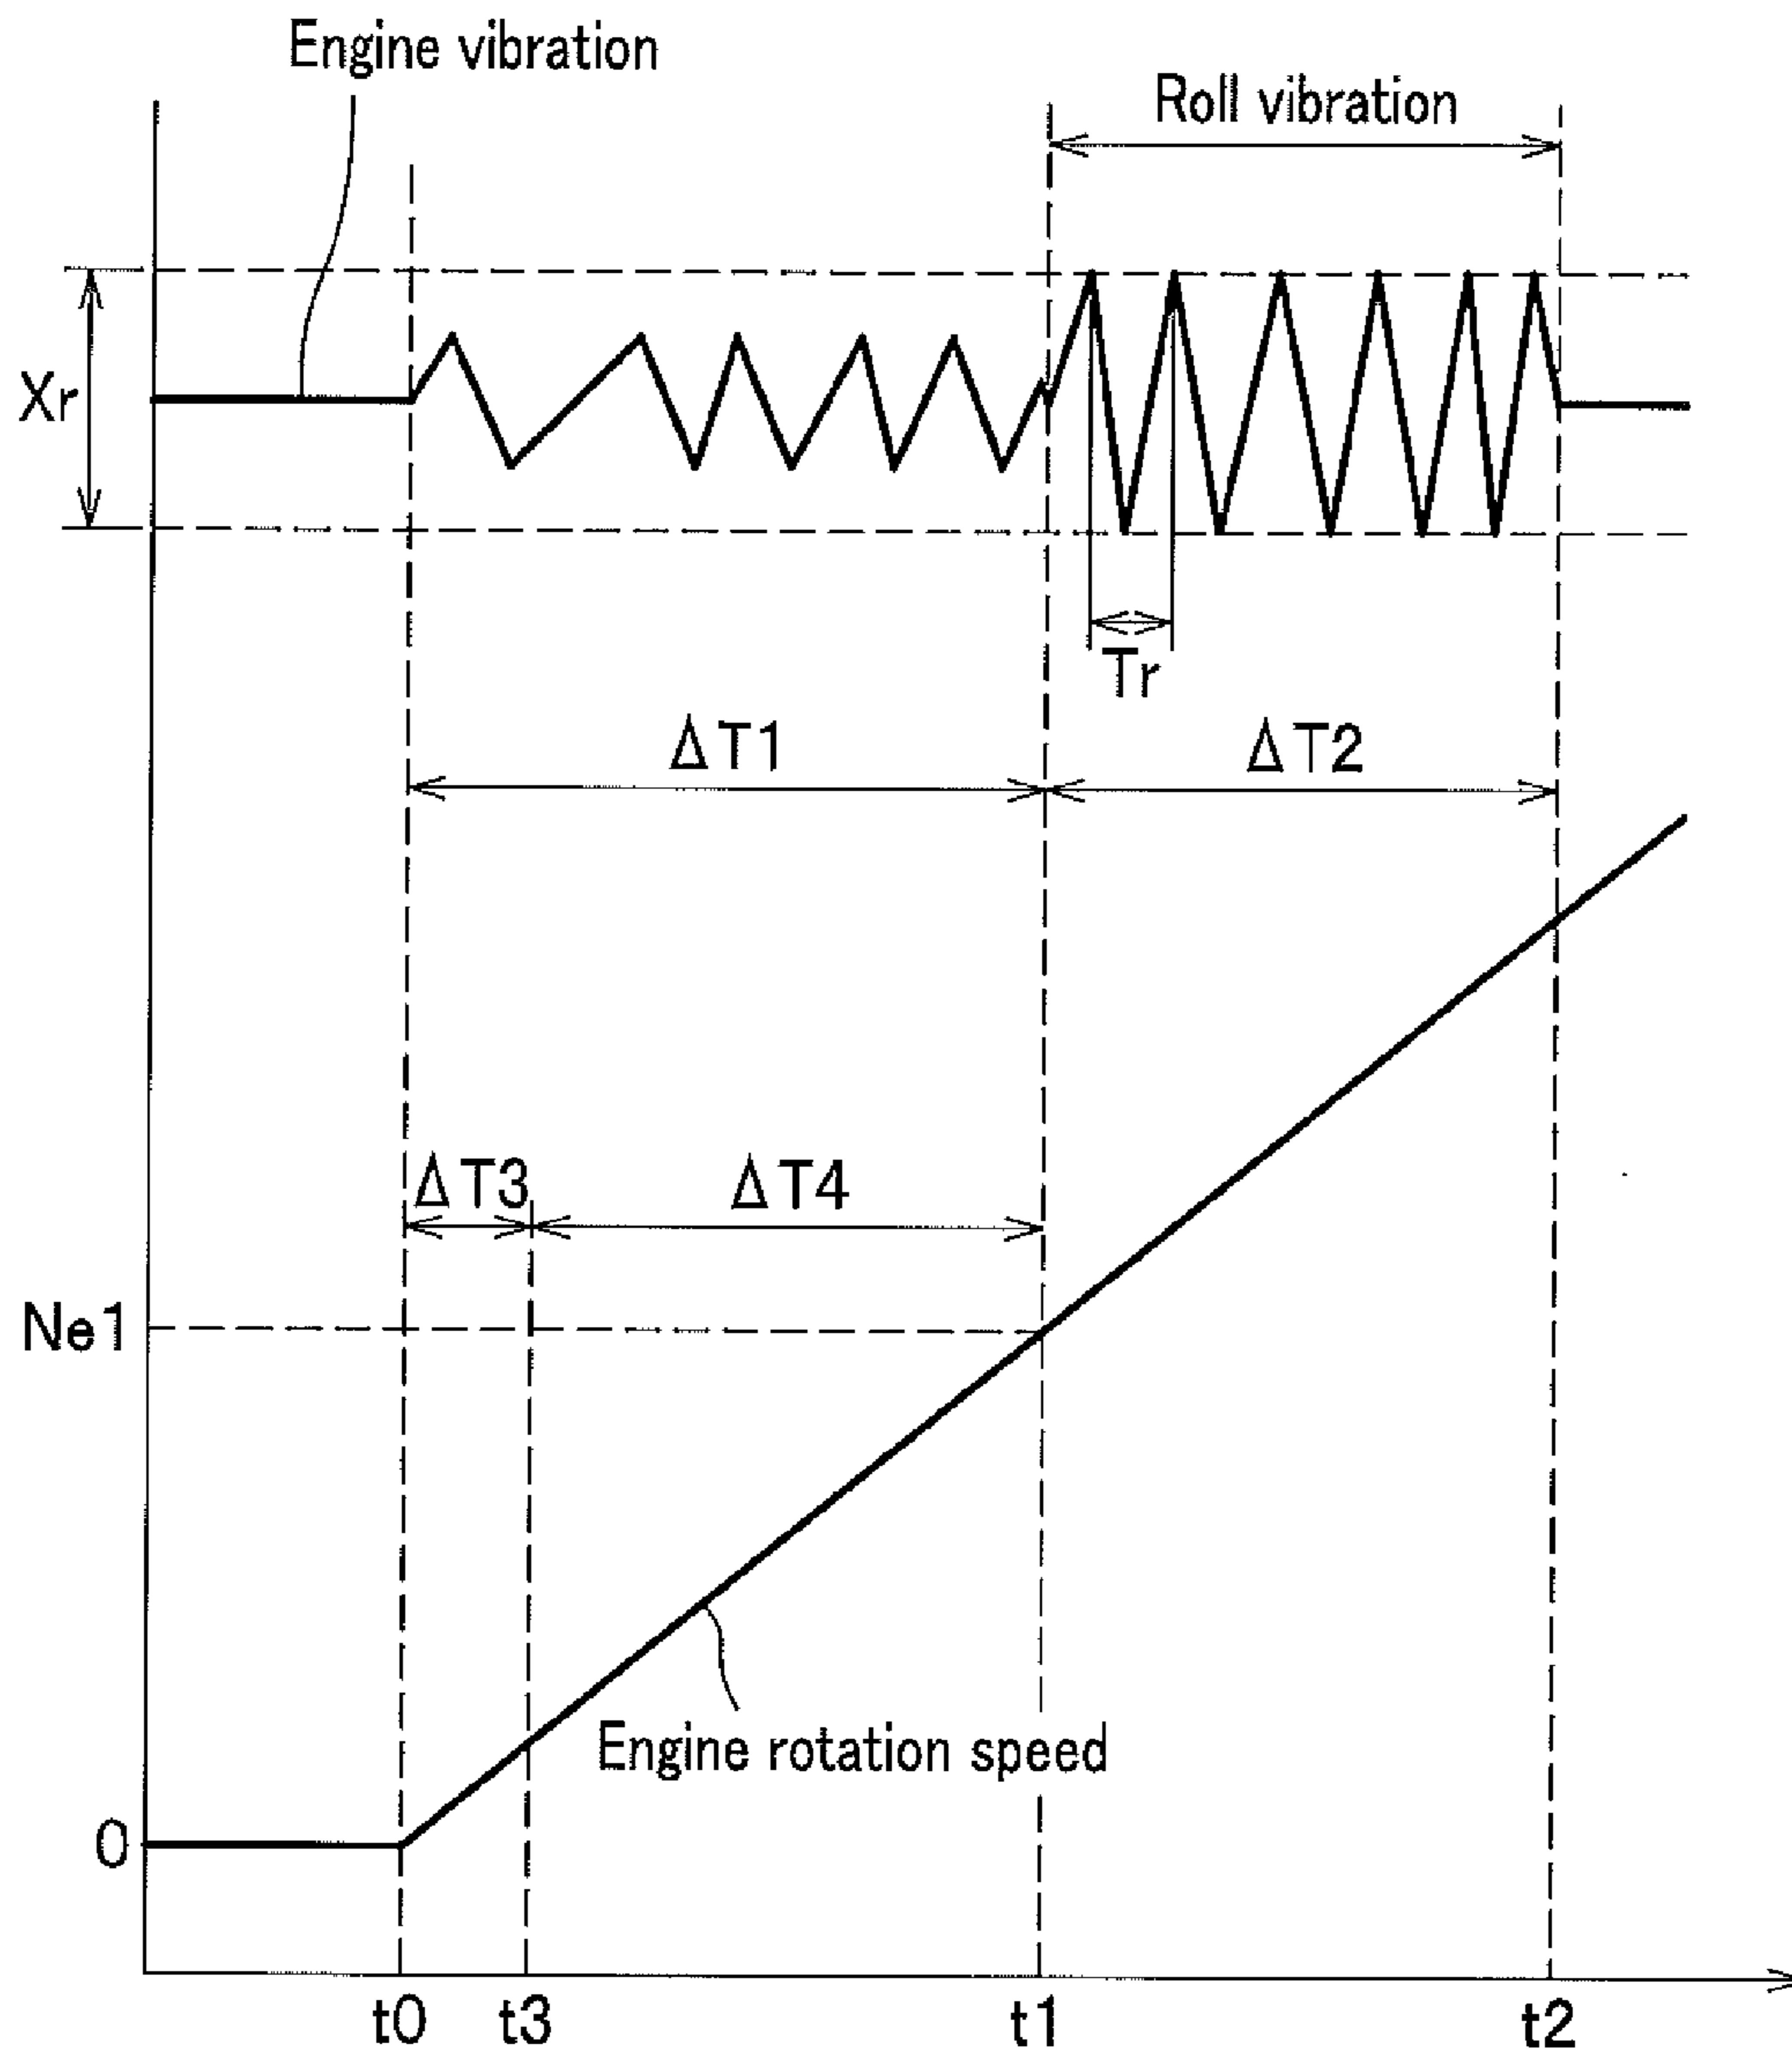 Engine vibration
Roll vibration
Xr
Tr
ΔT1
ΔT2
ΔT3
ΔT4
Ne1
Engine rotation speed
0
t0
t3
t1
t2